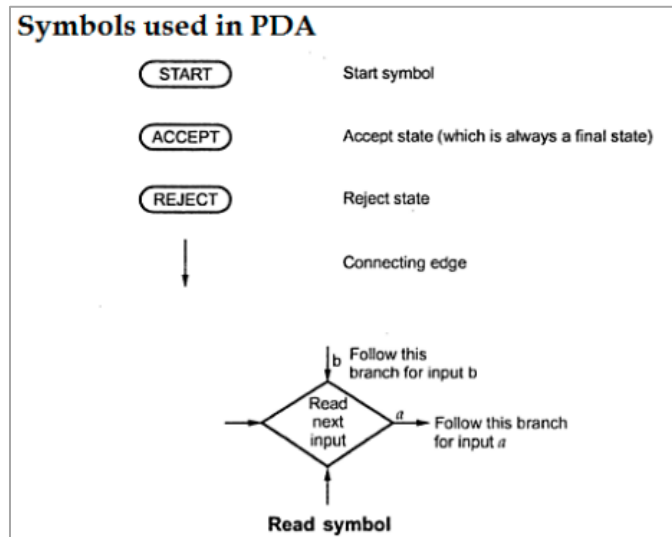 Symbols used in PDA
START Start symbol
ACCEPT Accept state (which is always a final state)
REJECT Reject state
Connecting edge
b Follow this
branch for input b
Read
next
input
a Follow this branch
for input a
Read symbol